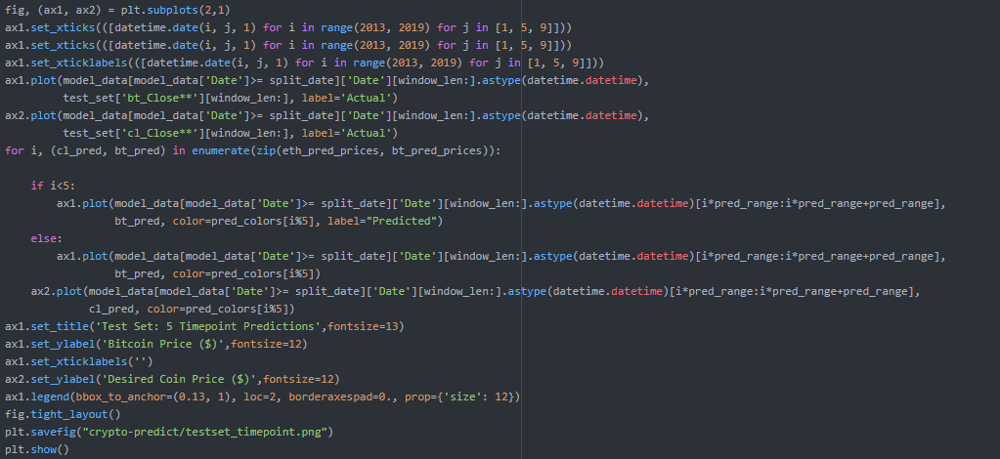 fig, (ax1, ax2) = plt.subplots(2,1)
ax1.set_xticks(([datetime.date(i, j, 1) for i in range(2013, 2019) for j in [1, 5, 9]]))
ax1.set_xticks(([datetime.date(i, j, 1) for i in range(2013, 2019) for j in [1, 5, 9]]))
ax1.set_xticklabels(([datetime.date(i, j, 1) for i in range(2013, 2019) for j in [1, 5, 9]]))
ax1.plot(model_data[model_data['Date']>= split_date]['Date'][window_len:].astype(datetime.datetime),
         test_set['bt_Close**'][window_len:], label='Actual')
ax2.plot(model_data[model_data['Date']>= split_date]['Date'][window_len:].astype(datetime.datetime),
         test_set['cl_Close**'][window_len:], label='Actual')
for i, (cl_pred, bt_pred) in enumerate(zip(eth_pred_prices, bt_pred_prices)):

    if i<5:
        ax1.plot(model_data[model_data['Date']>= split_date]['Date'][window_len:].astype(datetime.datetime)[i*pred_range:i*pred_range+pred_range],
                 bt_pred, color=pred_colors[i%5], label="Predicted")
    else:
        ax1.plot(model_data[model_data['Date']>= split_date]['Date'][window_len:].astype(datetime.datetime)[i*pred_range:i*pred_range+pred_range],
                 bt_pred, color=pred_colors[i%5])
    ax2.plot(model_data[model_data['Date']>= split_date]['Date'][window_len:].astype(datetime.datetime)[i*pred_range:i*pred_range+pred_range],
             cl_pred, color=pred_colors[i%5])
ax1.set_title('Test Set: 5 Timepoint Predictions',fontsize=13)
ax1.set_ylabel('Bitcoin Price ($)',fontsize=12)
ax1.set_xticklabels('')
ax2.set_ylabel('Desired Coin Price ($)',fontsize=12)
ax1.legend(bbox_to_anchor=(0.13, 1), loc=2, borderaxespad=0., prop={'size': 12})
fig.tight_layout()
plt.savefig("crypto-predict/testset_timepoint.png")
plt.show()